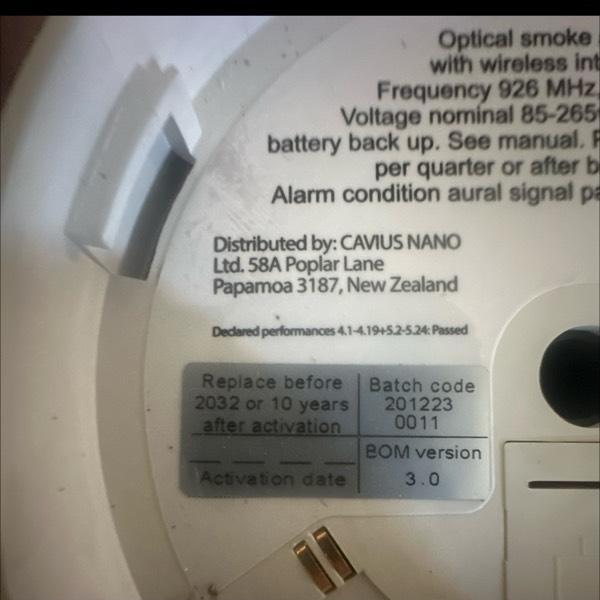 Optical smoke
with wireless int
Frequency 926 MHz,
Voltage nominal 85-265
battery back up. See manual.
per quarter or after b
Alarm condition aural signal pa
Distributed by: CAVIUS NANO
Ltd. 58A Poplar Lane
Papamoa 3187, New Zealand
Declared performances 4.1-4.19+5.2-5.24: Passed
Replace before
2032 or 10 years
after activation
Activation date
Batch code
201223
0011
BOM version
3.0